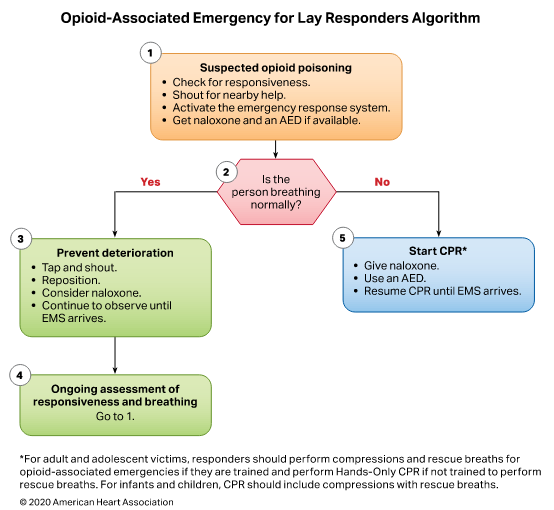 Opioid-Associated Emergency for Lay Responders Algorithm
1
Suspected opioid poisoning
• Check for responsiveness.
• Shout for nearby help.
• Activate the emergency response system.
• Get naloxone and an AED if available.
2
Is the
person breathing
normally?
Yes
No
3
Prevent deterioration
• Tap and shout.
• Reposition.
• Consider naloxone.
• Continue to observe until
EMS arrives.
5
Start CPR*
• Give naloxone.
• Use an AED.
• Resume CPR until EMS arrives.
4
Ongoing assessment of
responsiveness and breathing
Go to 1.
*For adult and adolescent victims, responders should perform compressions and rescue breaths for
opioid-associated emergencies if they are trained and perform Hands-Only CPR if not trained to perform
rescue breaths. For infants and children, CPR should include compressions with rescue breaths.
© 2020 American Heart Association